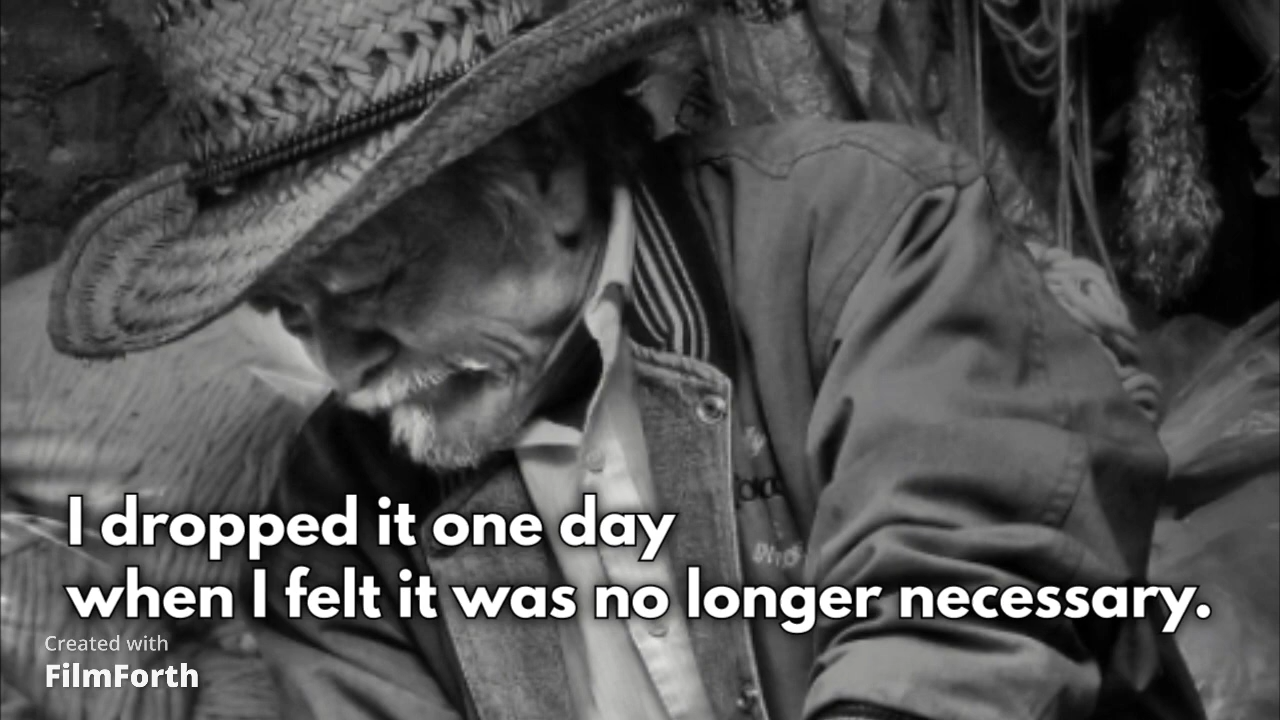 I dropped it one day
when I felt it was no longer necessary.
Created with
FilmForth